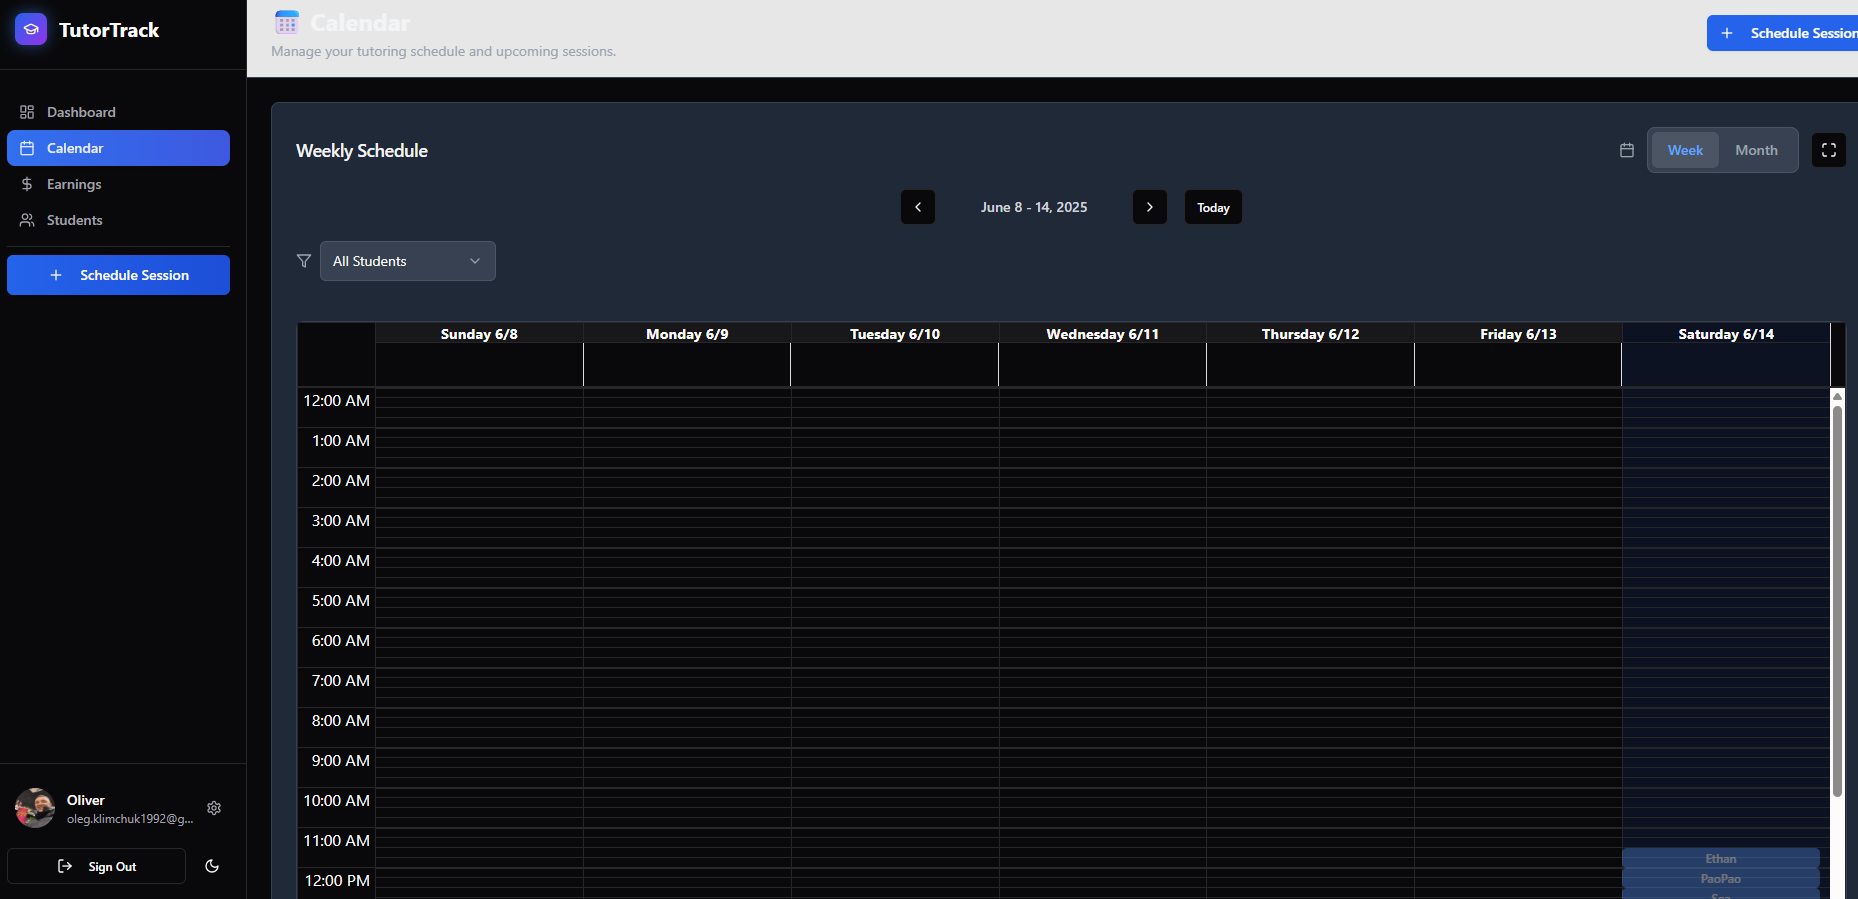 TutorTrack
Dashboard
Calendar
Earnings
Students
Schedule Session
Oliver
oleg.klimchuk1992@g...
Sign Out
Calendar
Manage your tutoring schedule and upcoming sessions.
Schedule Session
Weekly Schedule
Week
Month
June 8 - 14, 2025
Today
All Students
Sunday 6/8
Monday 6/9
Tuesday 6/10
Wednesday 6/11
Thursday 6/12
Friday 6/13
Saturday 6/14
12:00 AM
1:00 AM
2:00 AM
3:00 AM
4:00 AM
5:00 AM
6:00 AM
7:00 AM
8:00 AM
9:00 AM
10:00 AM
11:00 AM
Ethan
12:00 PM
PaoPao